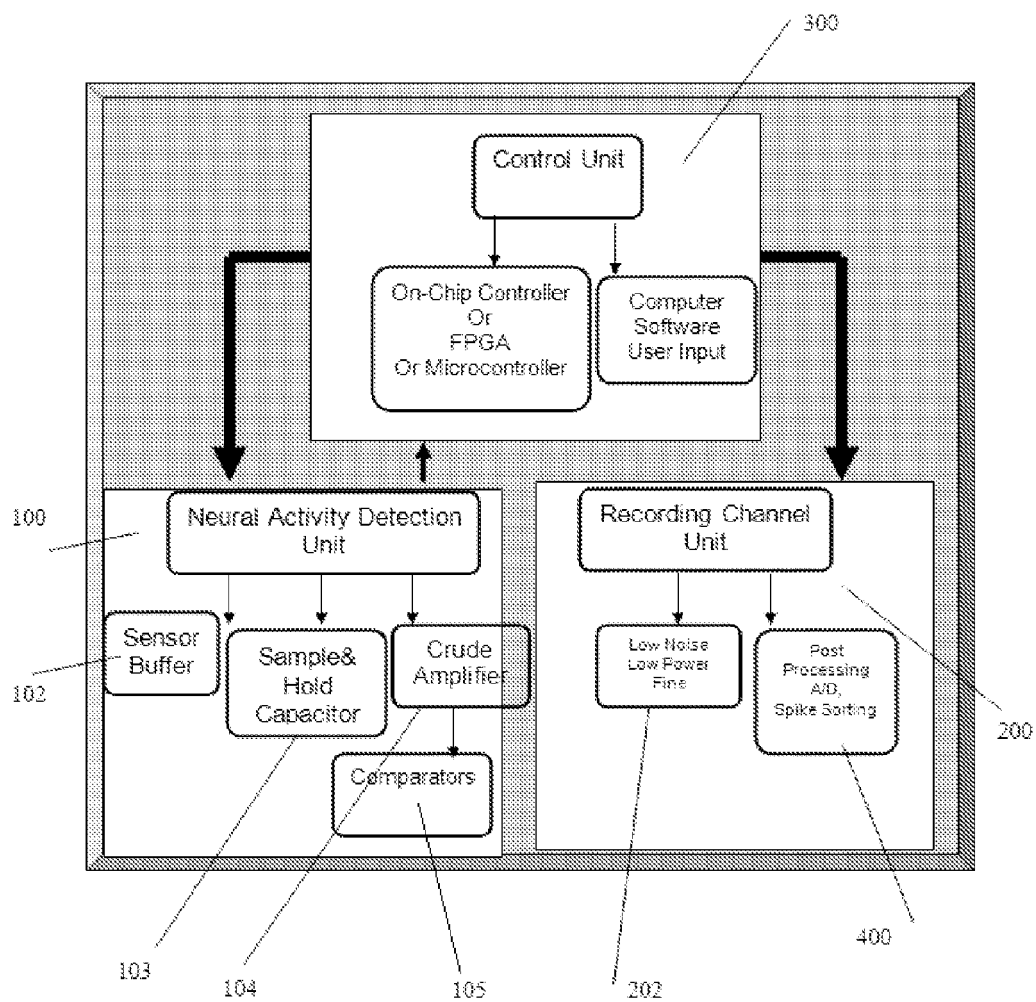 300
Control Unit
On-Chip Controller
Or
FPGA
Or Microcontroller
Computer
Software
User Input
100
Neural Activity Detection
Unit
Recording Channel
Unit
Sensor
Buffer
102
Sample&
Hold
Capacitor
Crude
Amplifier
Comparators
Low Noise
Low Power
Fine
Post
Processing
A/D,
Spike Sorting
200
103
104
105
202
400